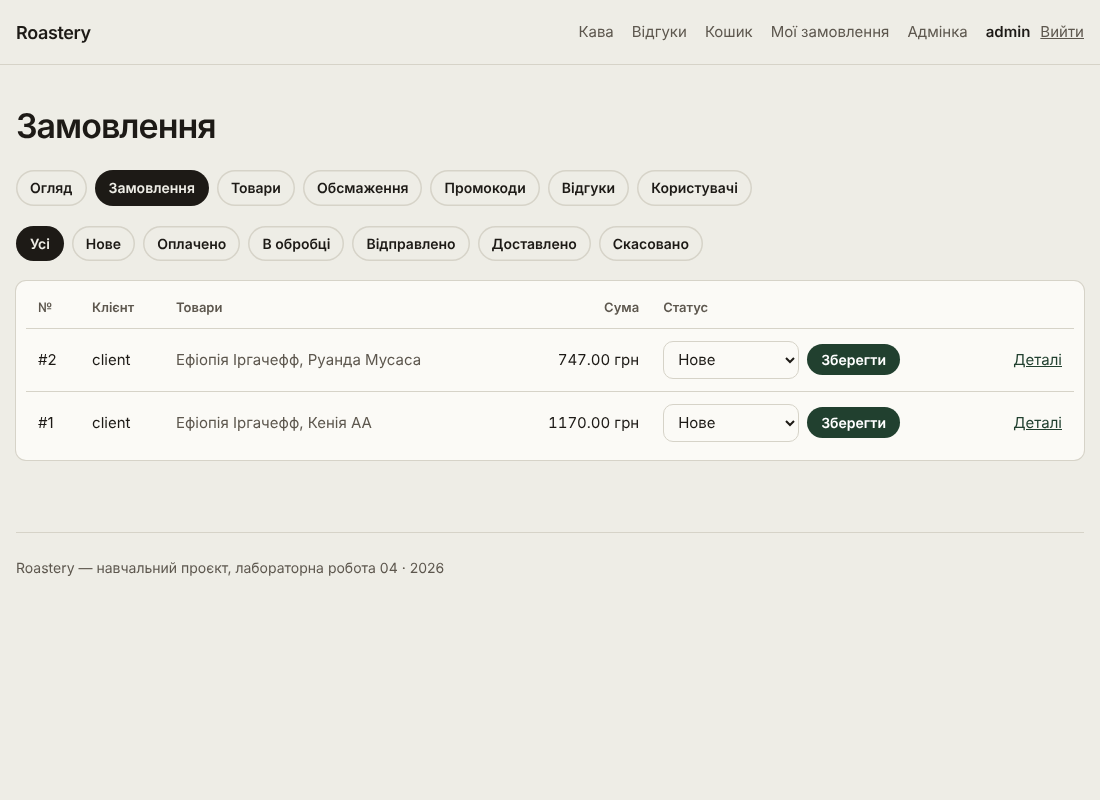 Roastery Кава Відгуки Кошик Мої замовлення Адмінка admin Вийти
Замовлення
Огляд Замовлення Товари Обсмаження Промокоди Відгуки Користувачі
Усі Нове Оплачено В обробці Відправлено Доставлено Скасовано
№ Клієнт Товари Сума Статус
#2 client Ефіопія Іргачефф, Руанда Мусаса 747.00 грн Нове Зберегти Деталі
#1 client Ефіопія Іргачефф, Кенія АА 1170.00 грн Нове Зберегти Деталі
Roastery — навчальний проєкт, лабораторна робота 04 · 2026